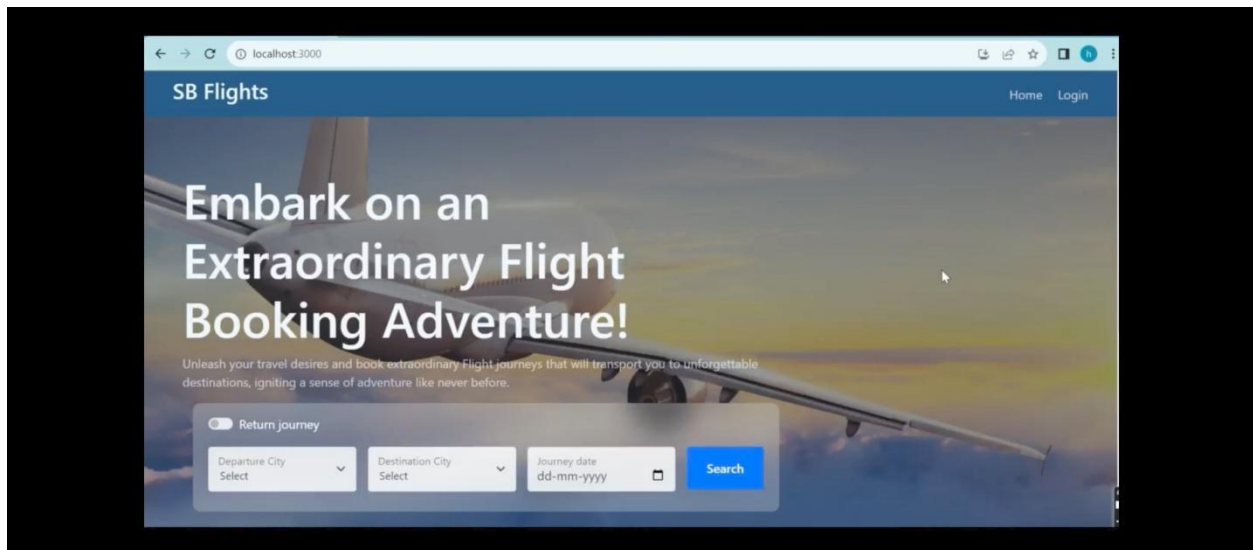 localhost:3000
h
SB Flights
Home Login
Embark on an
Extraordinary Flight
Booking Adventure!
Unleash your travel desires and book extraordinary Flight journeys that will transport you to unforgettable
destinations, igniting a sense of adventure like never before.
Return journey
Departure City
Select
Destination City
Select
Journey date
dd-mm-yyyy
Search